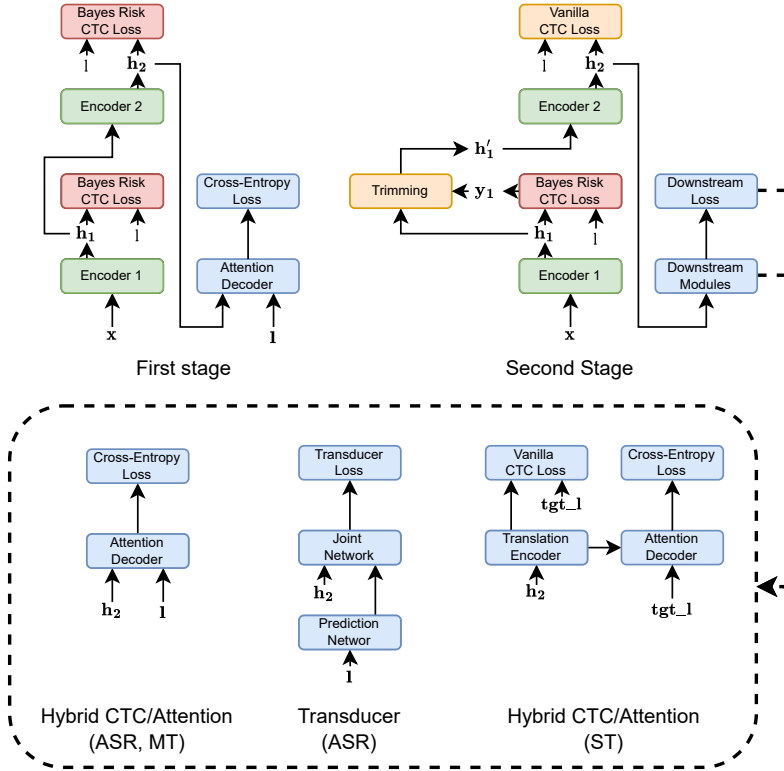 Bayes Risk
CTC Loss
l
h₂
Encoder 2
Bayes Risk
CTC Loss
h₁
l
Encoder 1
x
Cross-Entropy
Loss
Attention
Decoder
l
First stage
Vanilla
CTC Loss
l
h₂
Encoder 2
h₁′
Trimming
y₁
Bayes Risk
CTC Loss
h₁
l
Encoder 1
x
Downstream
Loss
Downstream
Modules
Second Stage
Cross-Entropy
Loss
Attention
Decoder
h₂
l
Hybrid CTC/Attention
(ASR, MT)
Transducer
Loss
Joint
Network
h₂
Prediction
Networ
l
Transducer
(ASR)
Vanilla
CTC Loss
tgt_l
Translation
Encoder
h₂
Cross-Entropy
Loss
Attention
Decoder
tgt_l
Hybrid CTC/Attention
(ST)